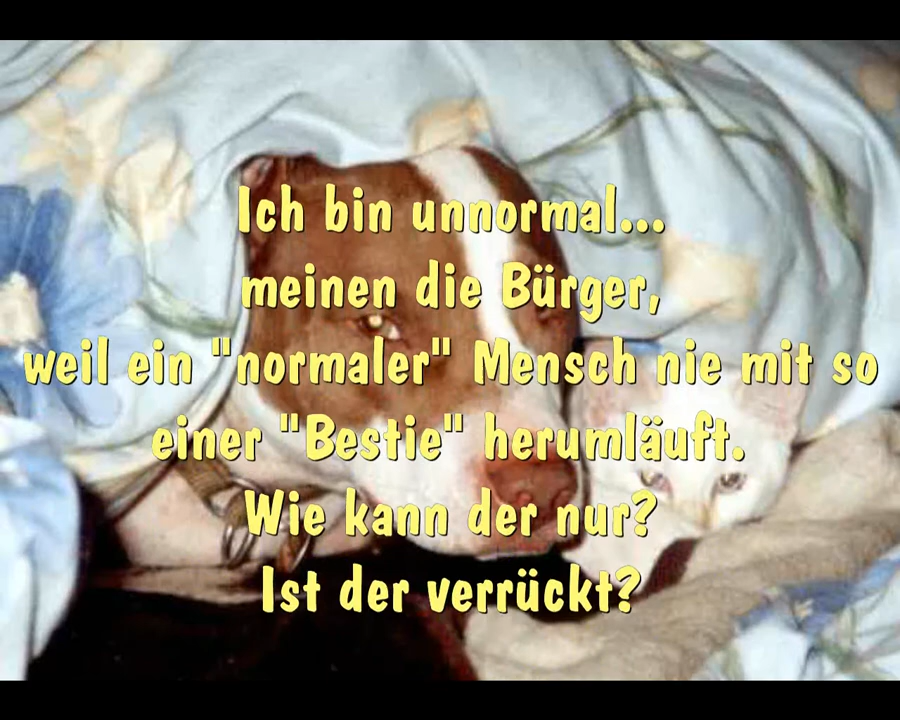 Ich bin unnormal...
meinen die Bürger,
weil ein "normaler" Mensch nie mit so
einer "Bestie" herumläuft.
Wie kann der nur?
Ist der verrückt?